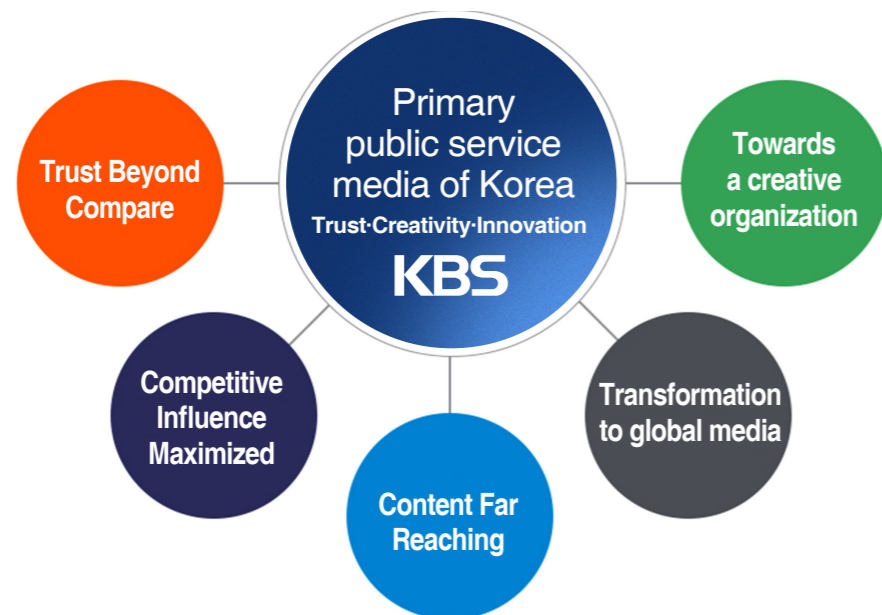 Primary
public service
media of Korea
Trust·Creativity·Innovation
KBS
Trust Beyond
Compare
Competitive
Influence
Maximized
Content Far
Reaching
Transformation
to global media
Towards
a creative
organization